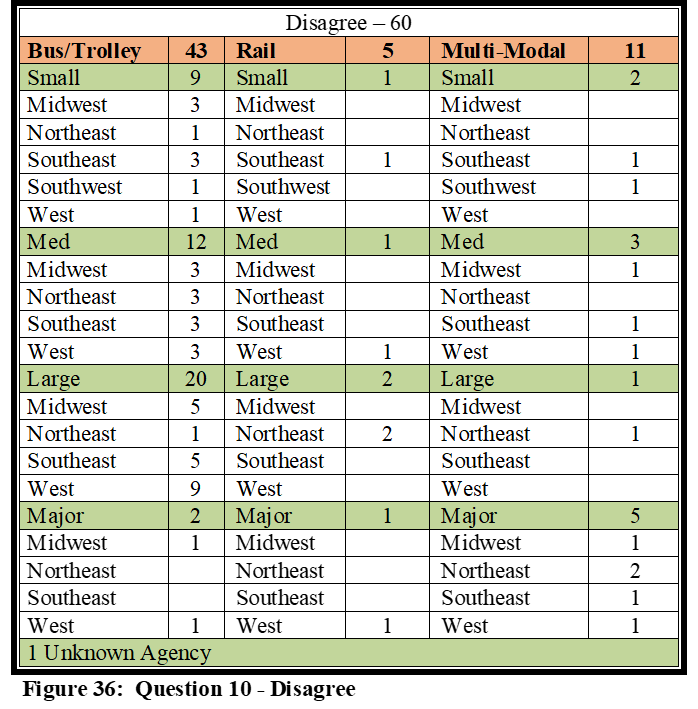 Disagree – 60
Bus/Trolley 43 Rail 5 Multi-Modal 11
Small 9 Small 1 Small 2
Midwest 3 Midwest Midwest
Northeast 1 Northeast Northeast
Southeast 3 Southeast 1 Southeast 1
Southwest 1 Southwest Southwest 1
West 1 West West
Med 12 Med 1 Med 3
Midwest 3 Midwest Midwest 1
Northeast 3 Northeast Northeast
Southeast 3 Southeast Southeast 1
West 3 West 1 West 1
Large 20 Large 2 Large 1
Midwest 5 Midwest Midwest
Northeast 1 Northeast 2 Northeast 1
Southeast 5 Southeast Southeast
West 9 West West
Major 2 Major 1 Major 5
Midwest 1 Midwest Midwest 1
Northeast Northeast Northeast 2
Southeast Southeast Southeast 1
West 1 West 1 West 1
1 Unknown Agency
Figure 36: Question 10 - Disagree